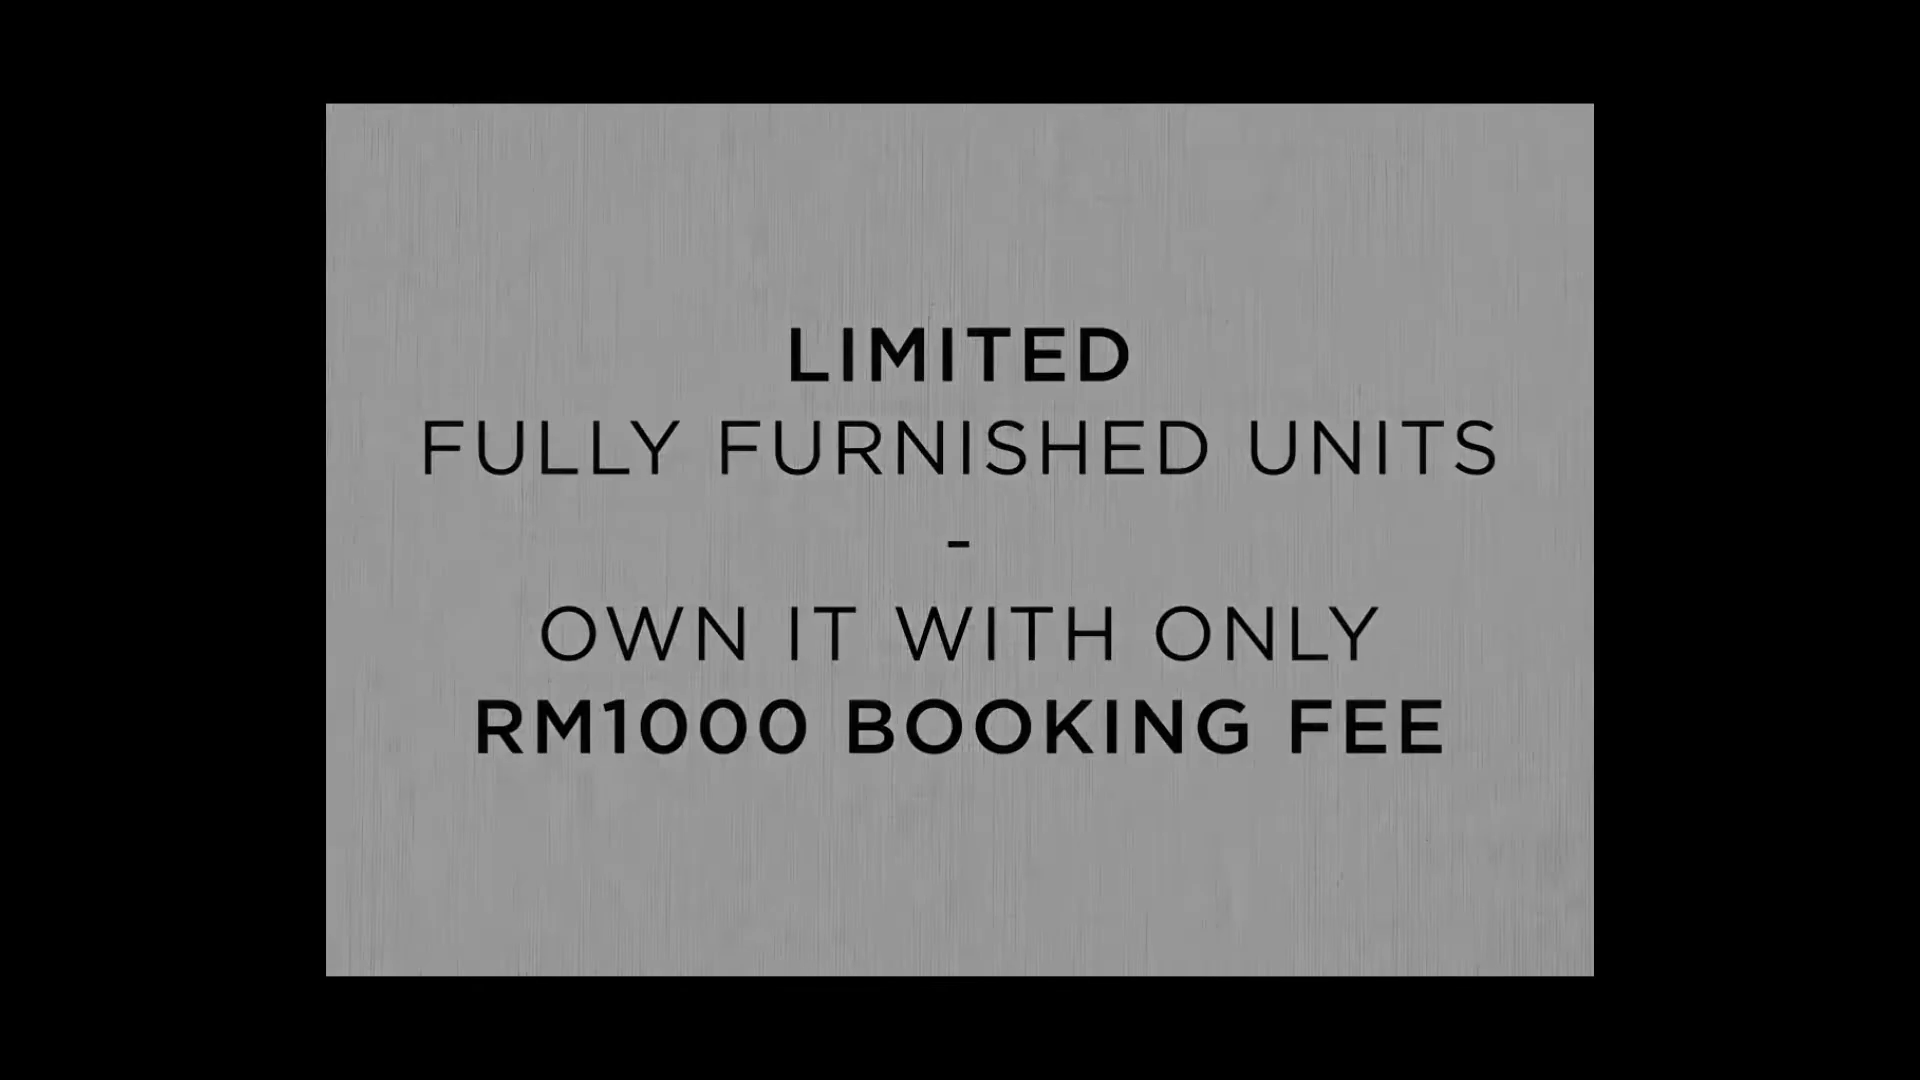 LIMITED
FULLY FURNISHED UNITS
-
OWN IT WITH ONLY
RM1000 BOOKING FEE